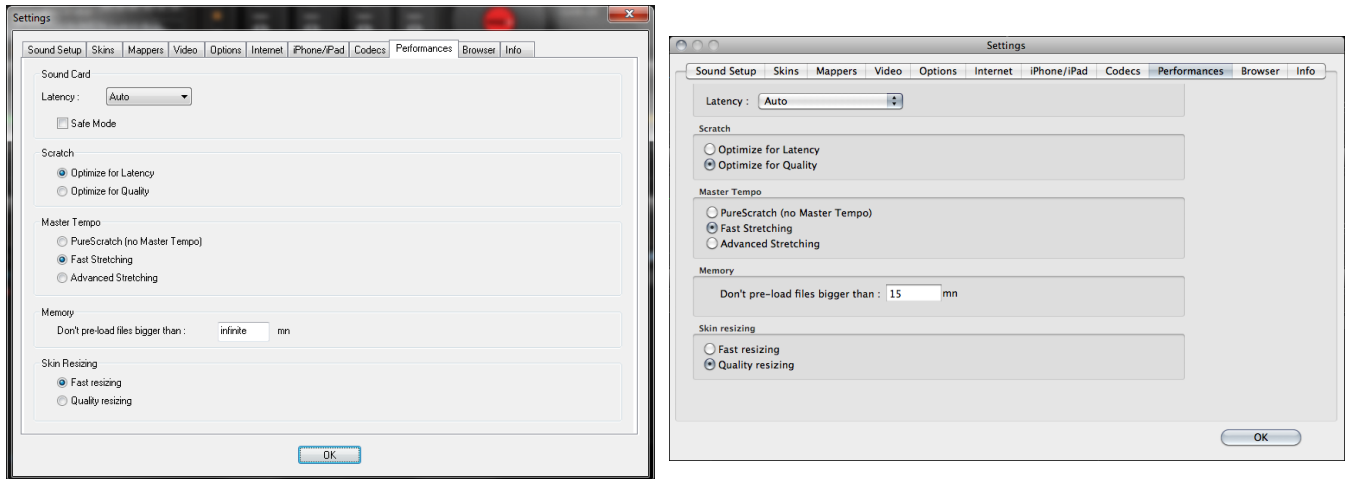 Settings
Sound Setup Skins Mappers Video Options Internet iPhone/iPad Codecs Performances Browser Info
Sound Card
Latency : Auto
Safe Mode
Scratch
Optimize for Latency
Optimize for Quality
Master Tempo
PureScratch (no Master Tempo)
Fast Stretching
Advanced Stretching
Memory
Don't pre-load files bigger than : infinite mn
Skin Resizing
Fast resizing
Quality resizing
OK
Settings
Sound Setup Skins Mappers Video Options Internet iPhone/iPad Codecs Performances Browser Info
Latency : Auto
Scratch
Optimize for Latency
Optimize for Quality
Master Tempo
PureScratch (no Master Tempo)
Fast Stretching
Advanced Stretching
Memory
Don't pre-load files bigger than : 15 mn
Skin resizing
Fast resizing
Quality resizing
OK